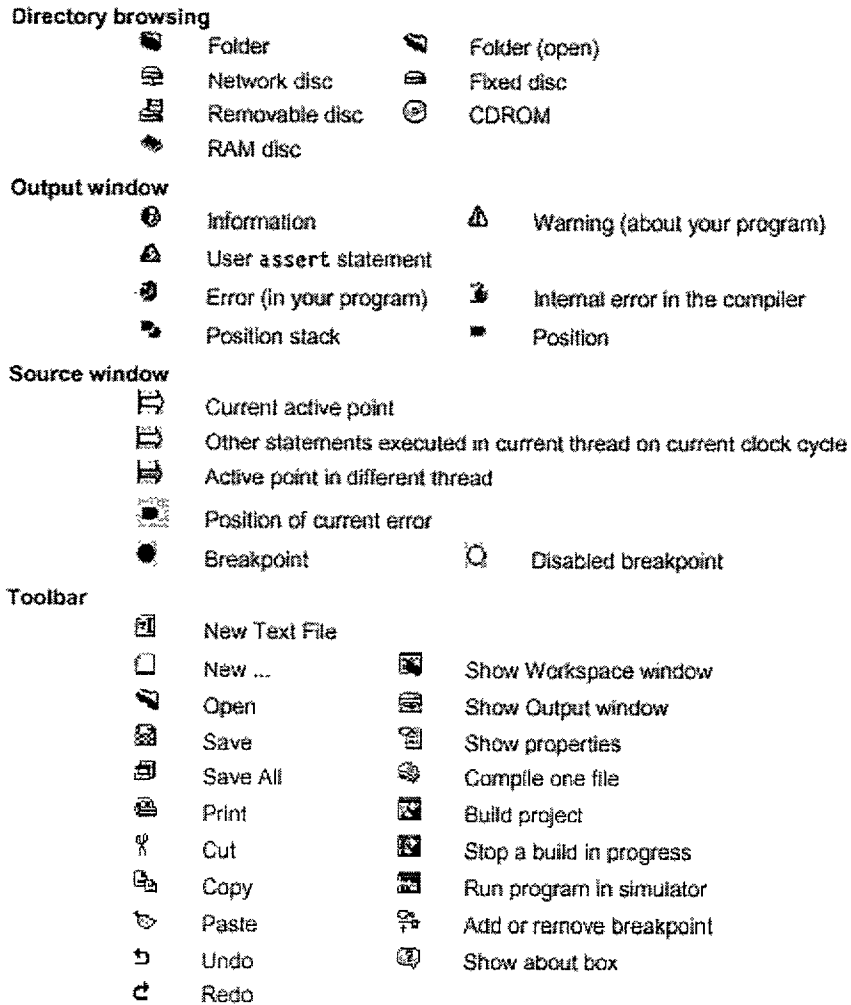 Directory browsing
Folder Folder (open)
Network disc Fixed disc
Removable disc CDROM
RAM disc
Output window
Information Warning (about your program)
User assert statement
Error (in your program) Internal error in the compiler
Position stack Position
Source window
Current active point
Other statements executed in current thread on current clock cycle
Active point in different thread
Position of current error
Breakpoint Disabled breakpoint
Toolbar
New Text File
New ... Show Workspace window
Open Show Output window
Save Show properties
Save All Compile one file
Print Build project
Cut Stop a build in progress
Copy Run program in simulator
Paste Add or remove breakpoint
Undo Show about box
Redo